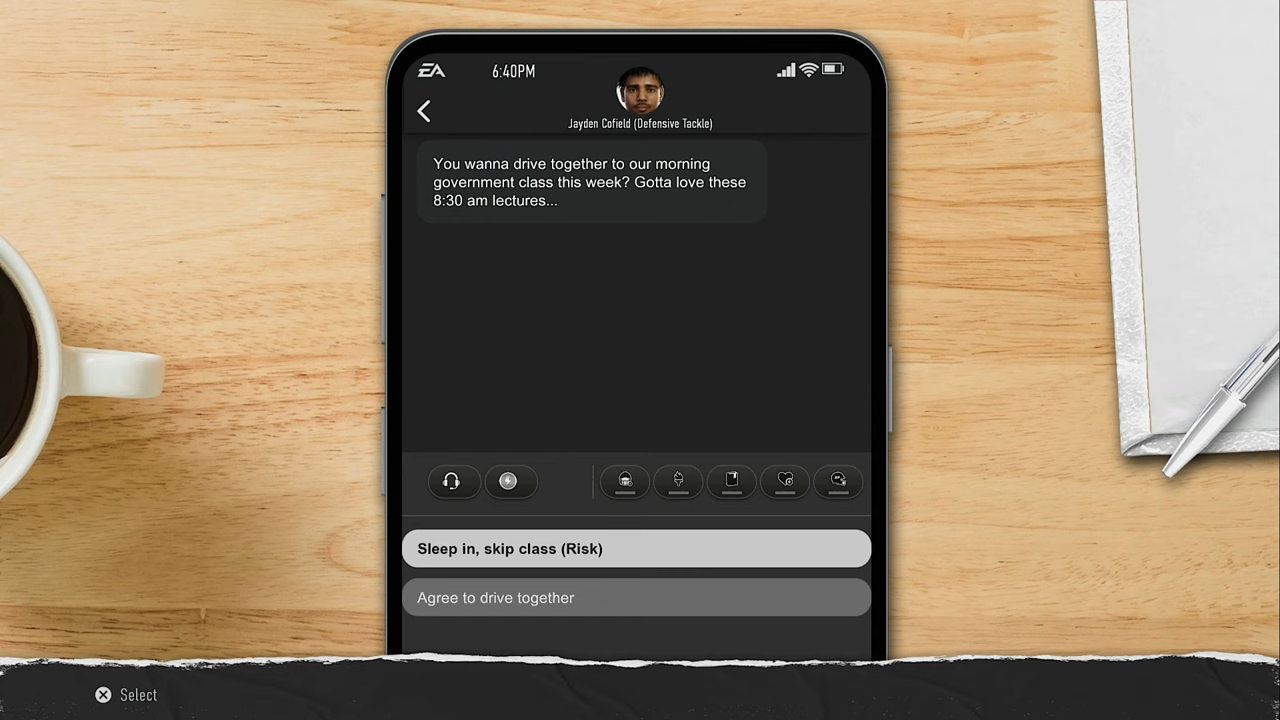 EA
6:40PM
Jayden Cofield (Defensive Tackle)
You wanna drive together to our morning
government class this week? Gotta love these
8:30 am lectures...
Sleep in, skip class (Risk)
Agree to drive together
Select